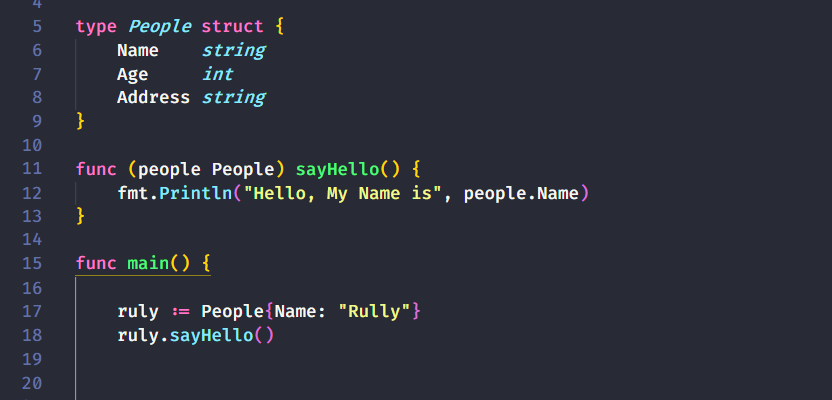 4
5 type People struct {
6     Name    string
7     Age     int
8     Address string
9 }
10
11 func (people People) sayHello() {
12     fmt.Println("Hello, My Name is", people.Name)
13 }
14
15 func main() {
16
17     ruly := People{Name: "Rully"}
18     ruly.sayHello()
19
20